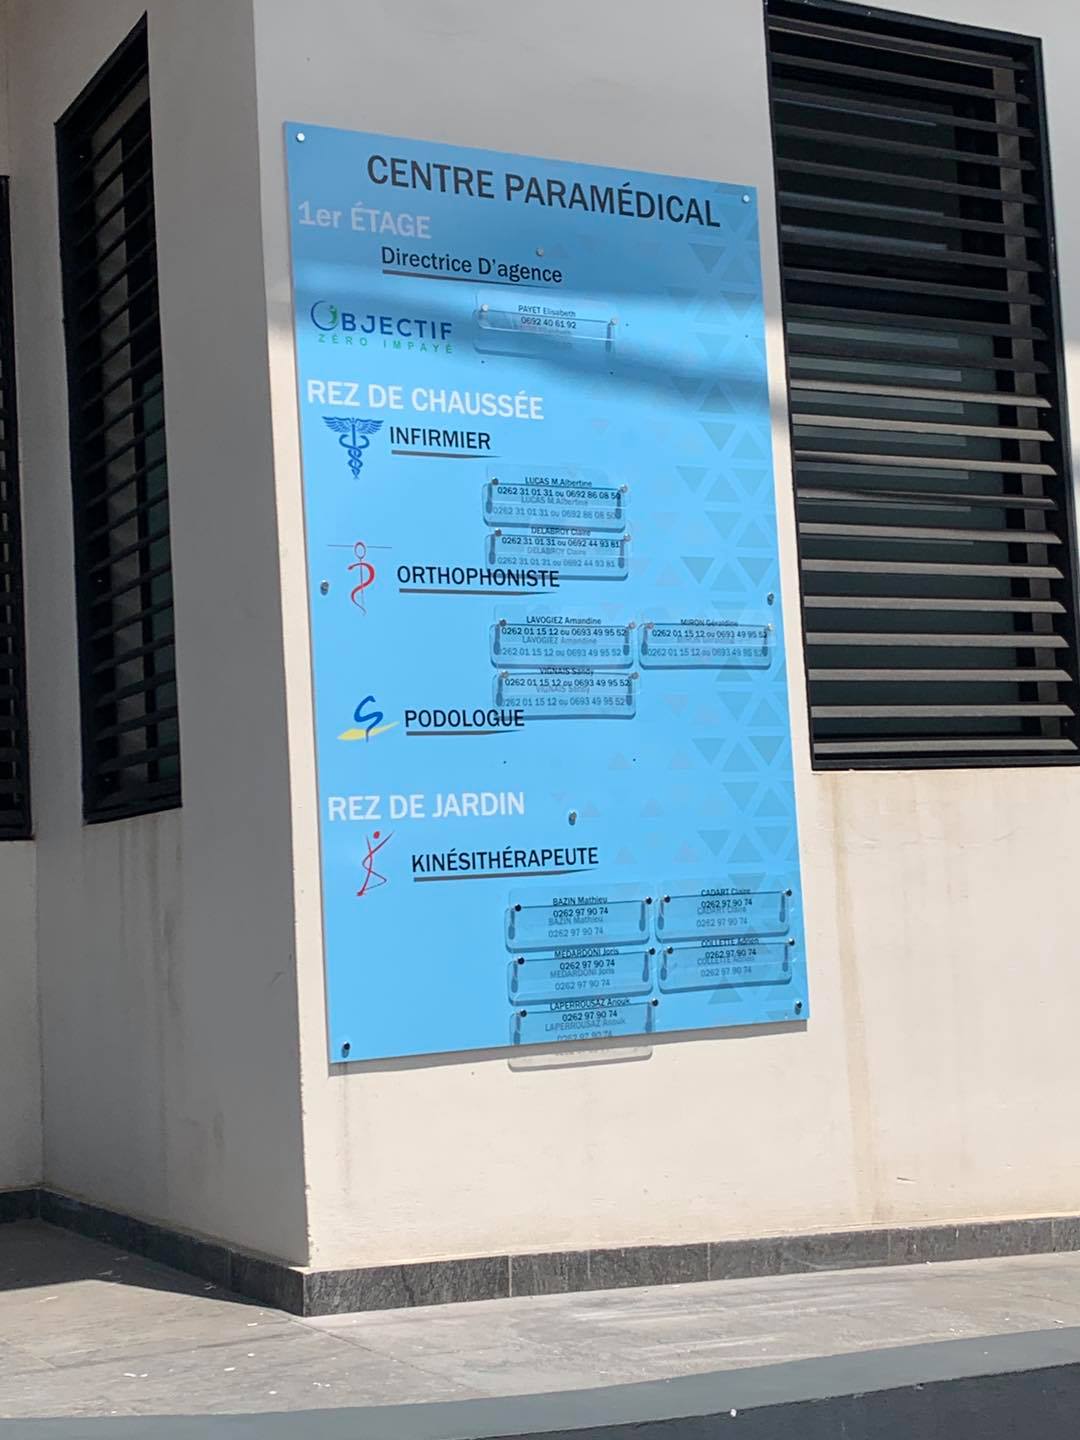 CENTRE PARAMÉDICAL
1er ÉTAGE
Directrice D'agence
OBJECTIF
ZÉRO IMPAYÉ
PAYET Elisabeth
0692 40 61 92
REZ DE CHAUSSÉE
INFIRMIER
LUCAS M.Albertine
0262 31 01 31 ou 0692 86 08 50
DELABROY Claire
0262 31 01 31 ou 0692 44 93 81
ORTHOPHONISTE
LAVOGIEZ Amandine
0262 01 15 12 ou 0693 49 95 52
MIRON Géraldine
0262 01 15 12 ou 0693 49 95 52
VIGNAIS Sandy
0262 01 15 12 ou 0693 49 95 52
PODOLOGUE
REZ DE JARDIN
KINÉSITHÉRAPEUTE
BAZIN Mathieu
0262 97 90 74
CADART Claire
0262 97 90 74
MEDARDONI Joris
0262 97 90 74
COLLETTE Adrien
0262 97 90 74
LAPERROUSAZ Anouk
0262 97 90 74